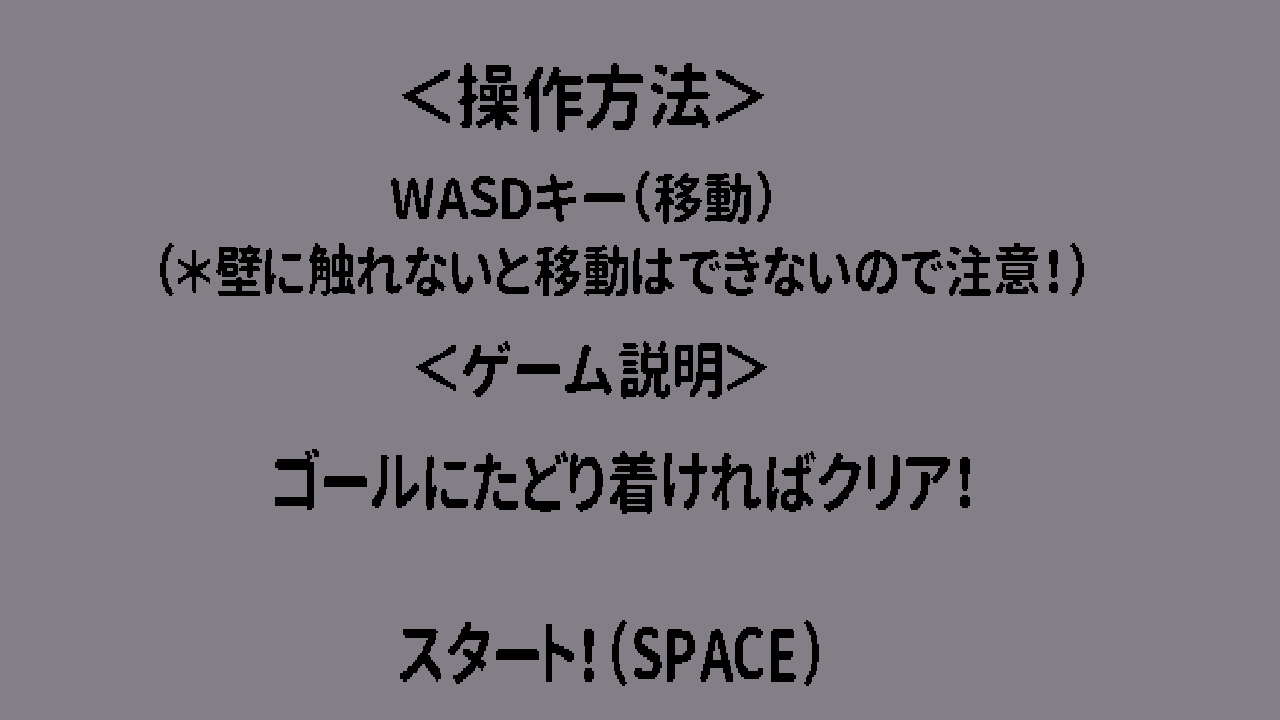 ＜操作方法＞
WASDキー（移動）
（＊壁に触れないと移動はできないので注意！）
＜ゲーム説明＞
ゴールにたどり着ければクリア！
スタート！（SPACE）